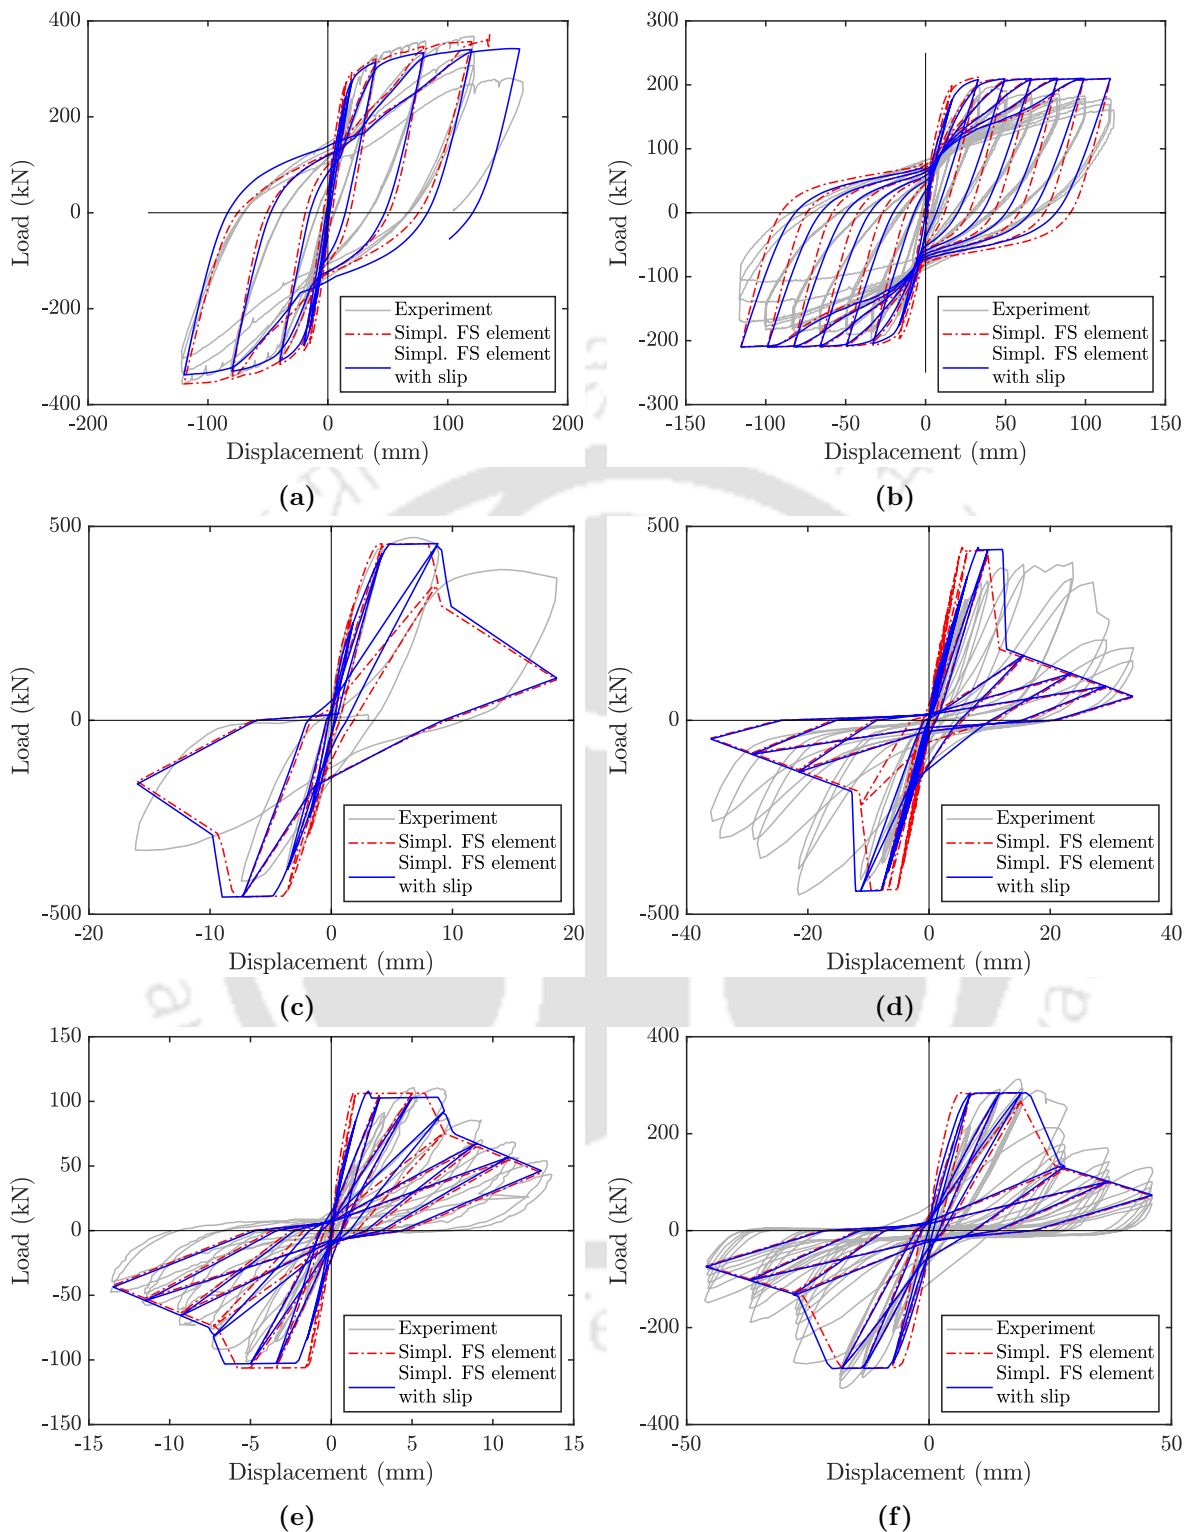 400
200
0
-200
-400
Load (kN)
-200
-100
0
100
200
Displacement (mm)
Experiment
Simpl. FS element
Simpl. FS element
with slip
(a)
300
200
100
0
-100
-200
-300
Load (kN)
-150
-100
-50
0
50
100
150
Displacement (mm)
Experiment
Simpl. FS element
Simpl. FS element
with slip
(b)
500
0
-500
Load (kN)
-20
-10
0
10
20
Displacement (mm)
Experiment
Simpl. FS element
Simpl. FS element
with slip
(c)
500
0
-500
Load (kN)
-40
-20
0
20
40
Displacement (mm)
Experiment
Simpl. FS element
Simpl. FS element
with slip
(d)
150
100
50
0
-50
-100
-150
Load (kN)
-15
-10
-5
0
5
10
15
Displacement (mm)
Experiment
Simpl. FS element
Simpl. FS element
with slip
(e)
400
200
0
-200
-400
Load (kN)
-50
0
50
Displacement (mm)
Experiment
Simpl. FS element
Simpl. FS element
with slip
(f)